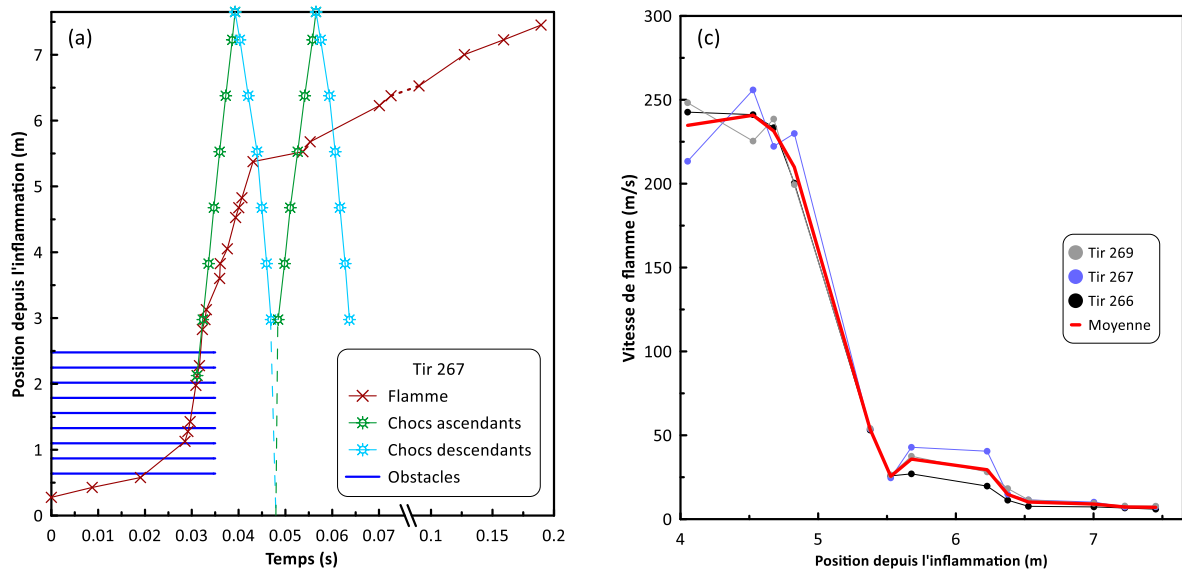 (a)
7
6
5
4
3
2
1
0
Position depuis l'inflammation (m)
0 0.01 0.02 0.03 0.04 0.05 0.06 0.07 0.1 0.15 0.2
Temps (s)
Tir 267
Flamme
Chocs ascendants
Chocs descendants
Obstacles
(c)
300
250
200
150
100
50
0
Vitesse de flamme (m/s)
4 5 6 7
Position depuis l'inflammation (m)
Tir 269
Tir 267
Tir 266
Moyenne